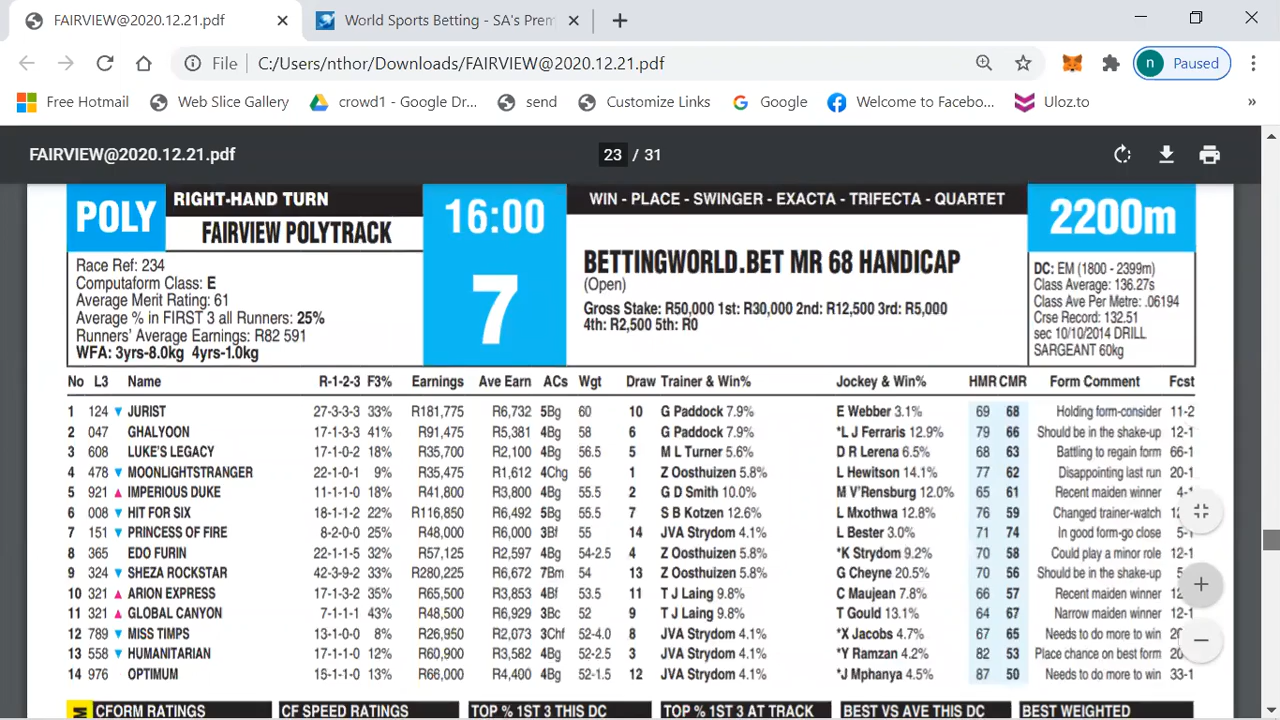 FAIRVIEW@2020.12.21.pdf
World Sports Betting - SA's Prem
File C:/Users/nthor/Downloads/FAIRVIEW@2020.12.21.pdf
n Paused
Free Hotmail Web Slice Gallery crowd1 - Google Dr... send Customize Links Google Welcome to Facebo... Uloz.to »
FAIRVIEW@2020.12.21.pdf 23 / 31
POLY RIGHT-HAND TURN
FAIRVIEW POLYTRACK
16:00
7
WIN - PLACE - SWINGER - EXACTA - TRIFECTA - QUARTET
2200m
Race Ref: 234
Computaform Class: E
Average Merit Rating: 61
Average % in FIRST 3 all Runners: 25%
Runners' Average Earnings: R82 591
WFA: 3yrs-8.0kg 4yrs-1.0kg
BETTINGWORLD.BET MR 68 HANDICAP
(Open)
Gross Stake: R50,000 1st: R30,000 2nd: R12,500 3rd: R5,000
4th: R2,500 5th: R0
DC: EM (1800 - 2399m)
Class Average: 136.27s
Class Ave Per Metre: .06194
Crse Record: 132.51
sec 10/10/2014 DRILL
SARGEANT 60kg
No L3 Name R-1-2-3 F3% Earnings Ave Earn ACs Wgt Draw Trainer & Win% Jockey & Win% HMR CMR Form Comment Fcst
1 124 ▼ JURIST 27-3-3-3 33% R181,775 R6,732 5Bg 60 10 G Paddock 7.9% E Webber 3.1% 69 68 Holding form-consider 11-2
2 047 GHALYOON 17-1-3-3 41% R91,475 R5,381 4Bg 58 6 G Paddock 7.9% *L J Ferraris 12.9% 79 66 Should be in the shake-up 12-1
3 608 LUKE'S LEGACY 17-1-0-2 18% R35,700 R2,100 4Bg 56.5 5 M L Turner 5.6% D R Lerena 6.5% 68 63 Battling to regain form 66-1
4 478 ▼ MOONLIGHTSTRANGER 22-1-0-1 9% R35,475 R1,612 4Chg 56 1 Z Oosthuizen 5.8% L Hewitson 14.1% 77 62 Disappointing last run 20-1
5 921 ▲ IMPERIOUS DUKE 11-1-1-0 18% R41,800 R3,800 4Bg 55.5 2 G D Smith 10.0% M V'Rensburg 12.0% 65 61 Recent maiden winner 4-1
6 008 ▼ HIT FOR SIX 18-1-1-2 22% R116,850 R6,492 5Bg 55.5 7 S B Kotzen 12.6% L Mxothwa 12.8% 76 59 Changed trainer-watch
7 151 ▼ PRINCESS OF FIRE 8-2-0-0 25% R48,000 R6,000 3Bf 55 14 JVA Strydom 4.1% L Bester 3.0% 71 74 In good form-go close 5-1
8 365 EDO FURIN 22-1-1-5 32% R57,125 R2,597 4Bg 54-2.5 4 Z Oosthuizen 5.8% *K Strydom 9.2% 70 58 Could play a minor role 12-1
9 324 ▼ SHEZA ROCKSTAR 42-3-9-2 33% R280,225 R6,672 7Bm 54 13 Z Oosthuizen 5.8% G Cheyne 20.5% 70 56 Should be in the shake-up
10 321 ▲ ARION EXPRESS 17-1-3-2 35% R65,500 R3,853 4Bf 53.5 11 T J Laing 9.8% C Maujean 7.8% 66 57 Recent maiden winner
11 321 ▲ GLOBAL CANYON 7-1-1-1 43% R48,500 R6,929 3Bc 52 9 T J Laing 9.8% T Gould 13.1% 64 67 Narrow maiden winner 12-1
12 789 ▼ MISS TIMPS 13-1-0-0 8% R26,950 R2,073 3Chf 52-4.0 8 JVA Strydom 4.1% *X Jacobs 4.7% 67 65 Needs to do more to win
13 558 ▼ HUMANITARIAN 17-1-1-0 12% R60,900 R3,582 4Bg 52-2.5 3 JVA Strydom 4.1% *Y Ramzan 4.2% 82 53 Place chance on best form
14 976 OPTIMUM 15-1-1-0 13% R66,000 R4,400 4Bg 52-1.5 12 JVA Strydom 4.1% *J Mphanya 4.5% 87 50 Needs to do more to win 33-1
CFORM RATINGS CF SPEED RATINGS TOP % 1ST 3 THIS DC TOP % 1ST 3 AT TRACK BEST VS AVE THIS DC BEST WEIGHTED